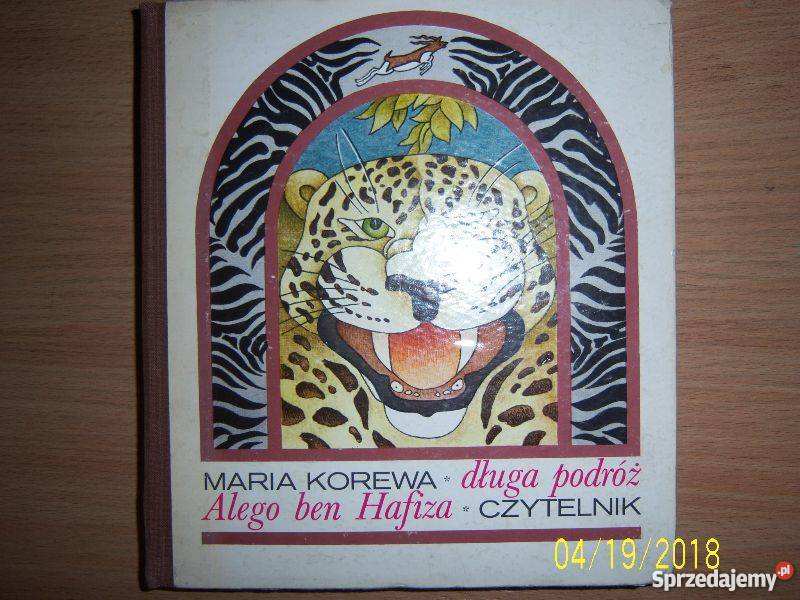 MARIA KOREWA * długa podróż
Alego ben Hafiza * CZYTELNIK
04/19/2018
Sprzedajemy.pl